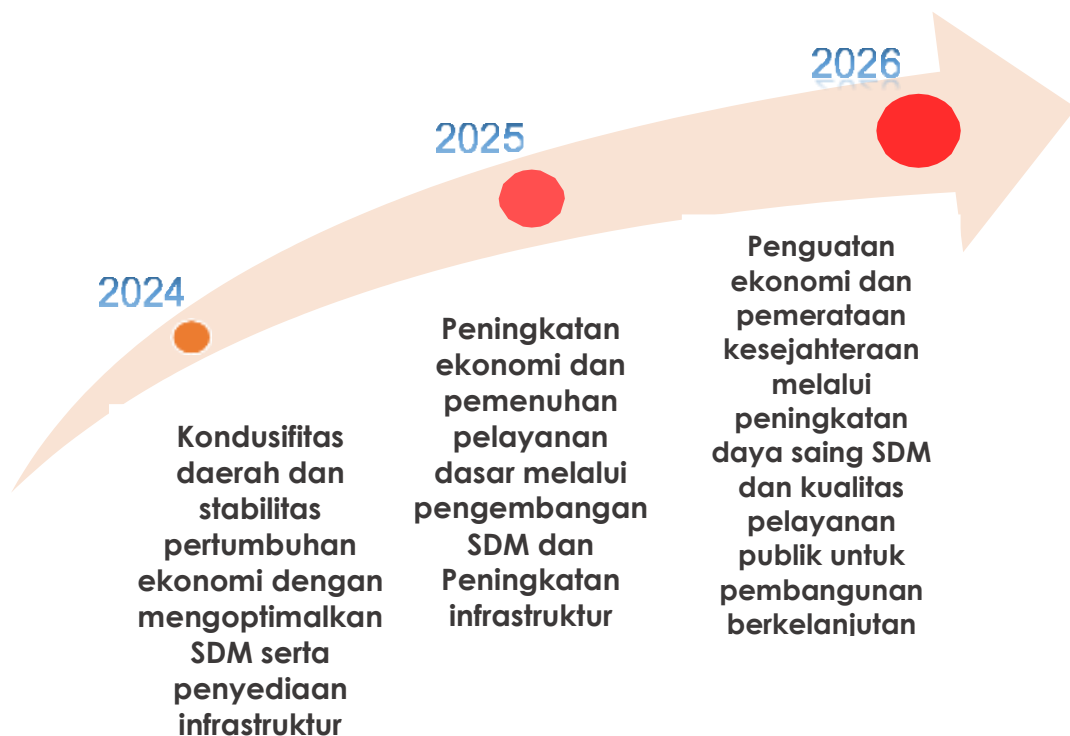 2024
Kondusifitas
daerah dan
stabilitas
pertumbuhan
ekonomi dengan
mengoptimalkan
SDM serta
penyediaan
infrastruktur
2025
Peningkatan
ekonomi dan
pemenuhan
pelayanan
dasar melalui
pengembangan
SDM dan
Peningkatan
infrastruktur
2026
Penguatan
ekonomi dan
pemerataan
kesejahteraan
melalui
peningkatan
daya saing SDM
dan kualitas
pelayanan
publik untuk
pembangunan
berkelanjutan